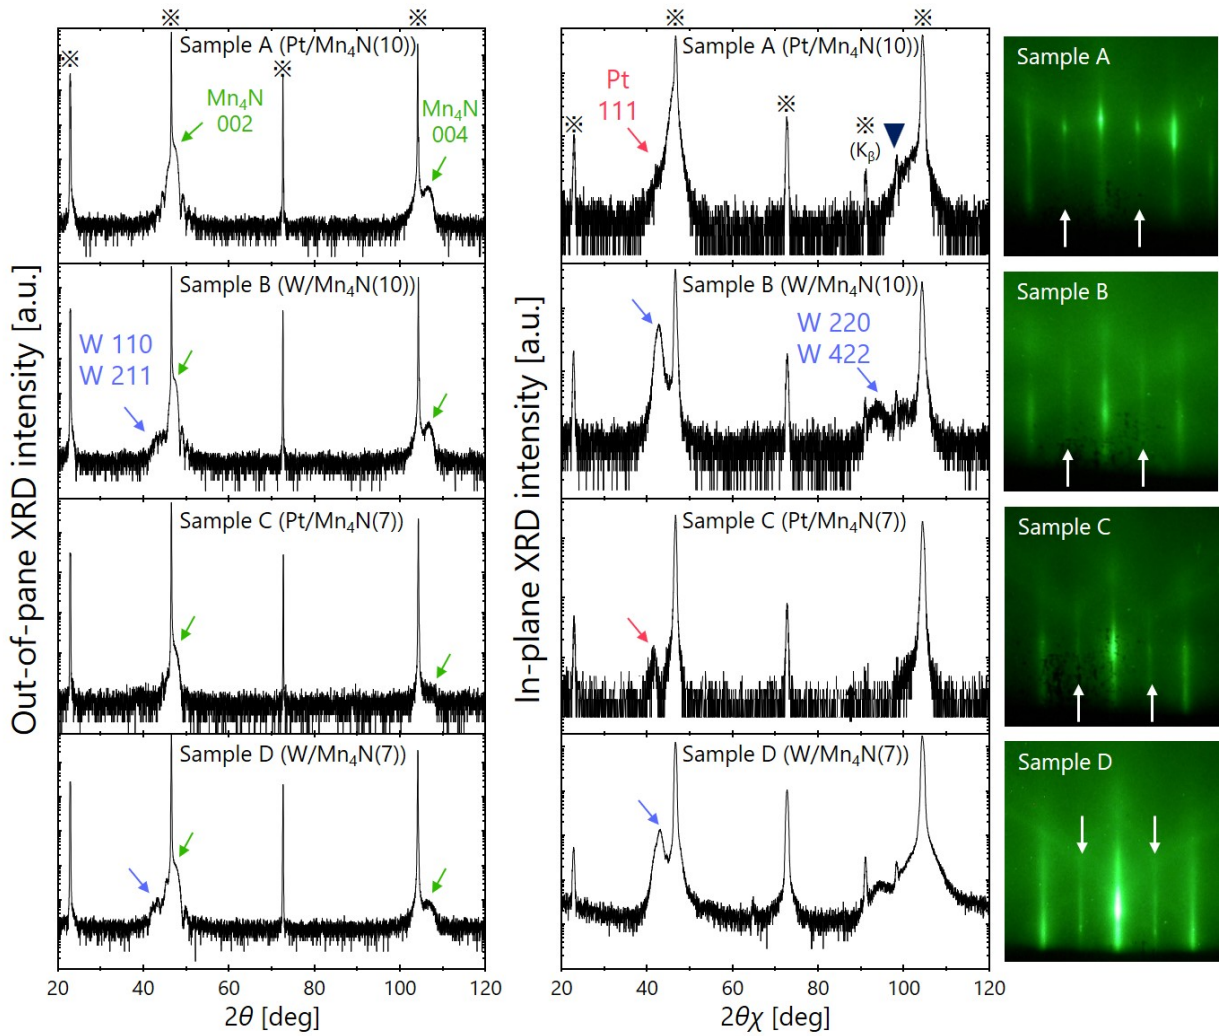 ※ ※ ※ ※
Sample A (Pt/Mn₄N(10))
※ ※
Mn₄N
002
Mn₄N
004
Sample B (W/Mn₄N(10))
W 110
W 211
Sample C (Pt/Mn₄N(7))
Sample D (W/Mn₄N(7))
Out-of-pane XRD intensity [a.u.]
20 40 60 80 100 120
2θ [deg]
Sample A (Pt/Mn₄N(10))
Pt
111
※ ※ ※
(Kᵦ)
Sample B (W/Mn₄N(10))
W 220
W 422
Sample C (Pt/Mn₄N(7))
Sample D (W/Mn₄N(7))
In-plane XRD intensity [a.u.]
20 40 60 80 100 120
2θχ [deg]
Sample A
Sample B
Sample C
Sample D